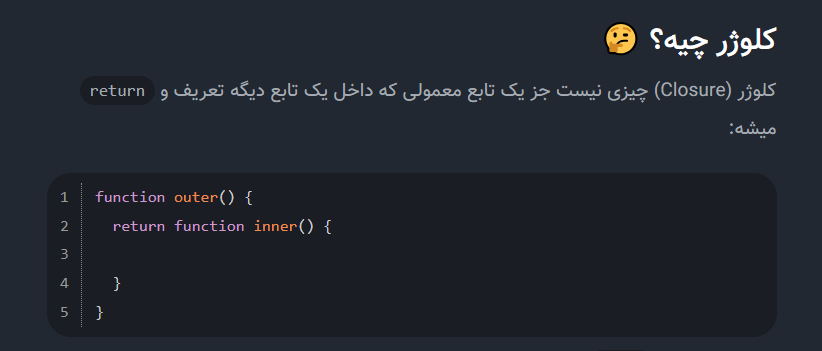 کلوژر چیه؟ 🤔
کلوژر (Closure) چیزی نیست جز یک تابع معمولی که داخل یک تابع دیگه تعریف و return
میشه:
1 function outer() {
2   return function inner() {
3
4   }
5 }